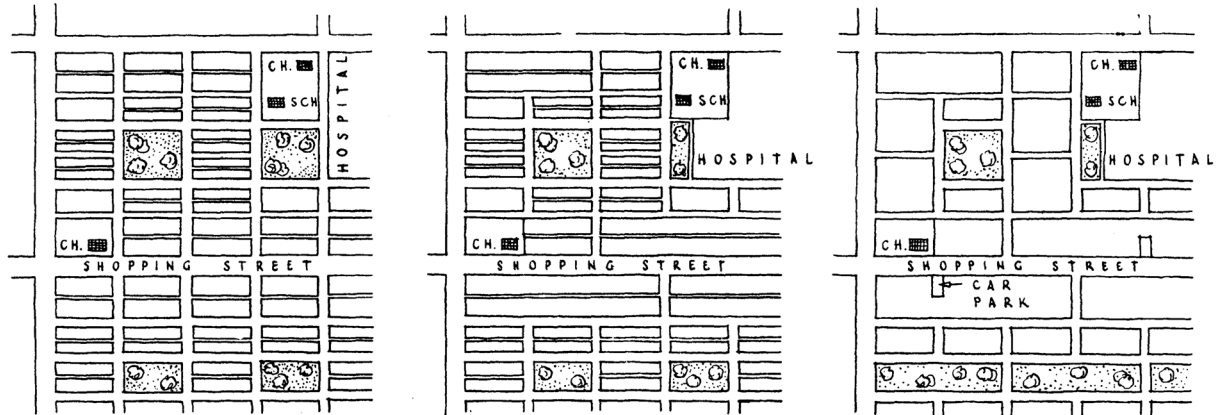 CH.
SCH
HOSPITAL
CH.
SHOPPING STREET
CH.
SCH
HOSPITAL
CH.
SHOPPING STREET
CH.
SCH
HOSPITAL
CH.
SHOPPING STREET
CAR
PARK